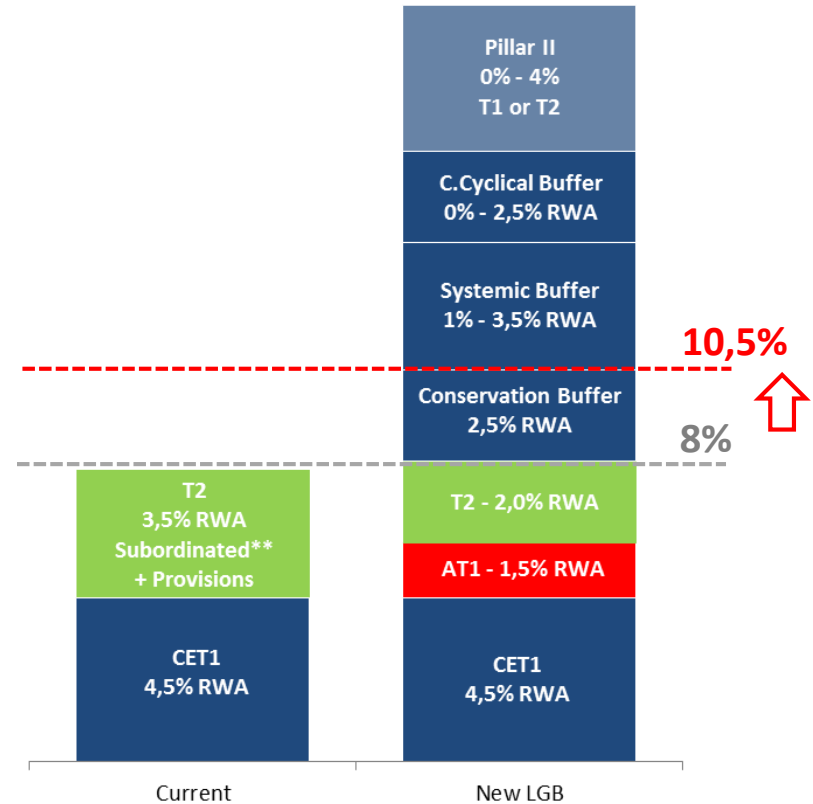 Pillar II
0% - 4%
T1 or T2
C.Cyclical Buffer
0% - 2,5% RWA
Systemic Buffer
1% - 3,5% RWA
10,5%
Conservation Buffer
2,5% RWA
8%
T2
3,5% RWA
Subordinated**
+ Provisions
T2 - 2,0% RWA
AT1 - 1,5% RWA
CET1
4,5% RWA
CET1
4,5% RWA
Current
New LGB